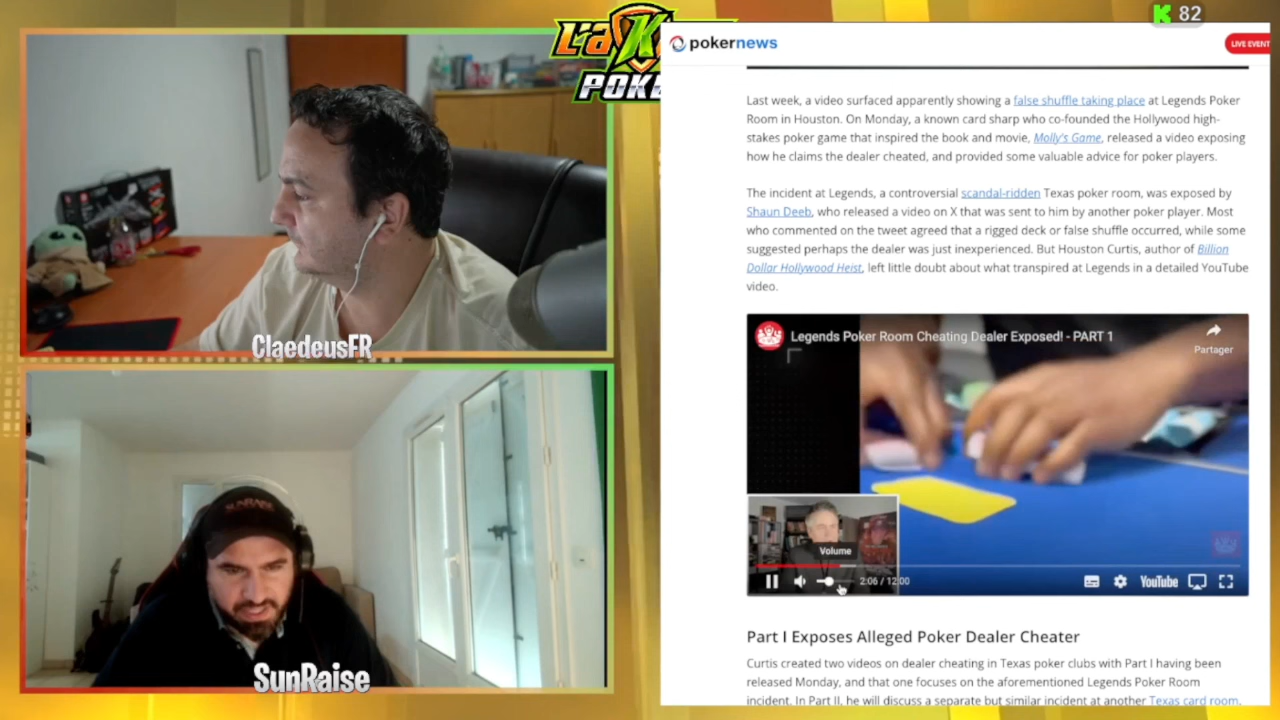 82
L'aK
POK
pokernews
LIVE EVENT
Last week, a video surfaced apparently showing a false shuffle taking place at Legends Poker
Room in Houston. On Monday, a known card sharp who co-founded the Hollywood high-
stakes poker game that inspired the book and movie, Molly's Game, released a video exposing
how he claims the dealer cheated, and provided some valuable advice for poker players.
The incident at Legends, a controversial scandal-ridden Texas poker room, was exposed by
Shaun Deeb, who released a video on X that was sent to him by another poker player. Most
who commented on the tweet agreed that a rigged deck or false shuffle occurred, while some
suggested perhaps the dealer was just inexperienced. But Houston Curtis, author of Billion
Dollar Hollywood Heist, left little doubt about what transpired at Legends in a detailed YouTube
video.
Legends Poker Room Cheating Dealer Exposed! - PART 1
Partager
Volume
2:06 / 12:00
YouTube
Part I Exposes Alleged Poker Dealer Cheater
Curtis created two videos on dealer cheating in Texas poker clubs with Part I having been
released Monday, and that one focuses on the aforementioned Legends Poker Room
incident. In Part II, he will discuss a separate but similar incident at another Texas card room,
ClaedeusFR
SUNRAISE
SunRaise